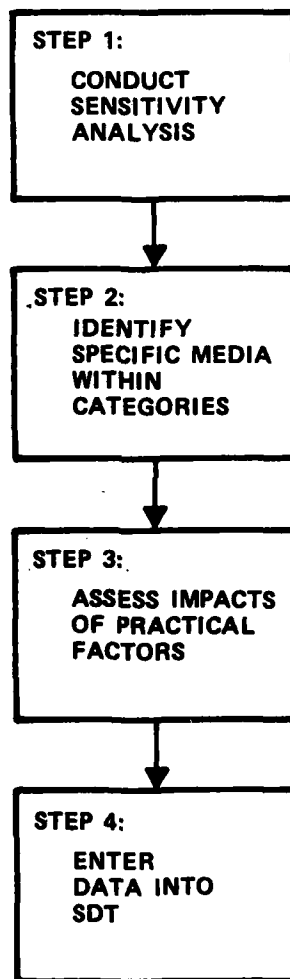 STEP 1:
CONDUCT
SENSITIVITY
ANALYSIS
STEP 2:
IDENTIFY
SPECIFIC MEDIA
WITHIN
CATEGORIES
STEP 3:
ASSESS IMPACTS
OF PRACTICAL
FACTORS
STEP 4:
ENTER
DATA INTO
SDT